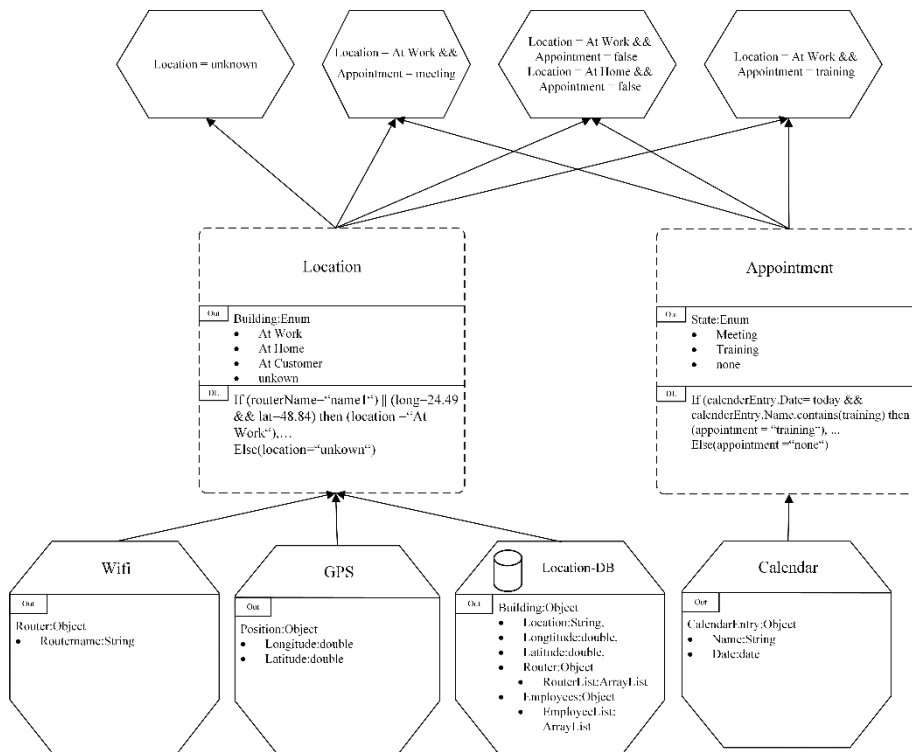 Location = unknown
Location = At Work &&
Appointment = meeting
Location = At Work &&
Appointment = false
Location = At Home &&
Appointment = false
Location = At Work &&
Appointment = training
Location
Out
Building:Enum
• At Work
• At Home
• At Customer
• unkown
DL
If (routerName=“name1“) || (long=24.49
&& lat=48.84) then (location =“At
Work“),…
Else(location=“unkown“)
Appointment
Out
State:Enum
• Meeting
• Training
• none
DL
If (calenderEntry.Date= today &&
calenderEntry.Name.contains(training) then
(appointment = “training“), ...
Else(appointment =“none“)
Wifi
Out
Router:Object
• Routername:String
GPS
Out
Position:Object
• Longitude:double
• Latitude:double
Location-DB
Out
Building:Object
• Location:String,
• Longtitude:double,
• Latitude:double,
• Router:Object
• RouterList:ArrayList
• Employees:Object
• EmployeeList:
ArrayList
Calendar
Out
CalendarEntry:Object
• Name:String
• Date:date